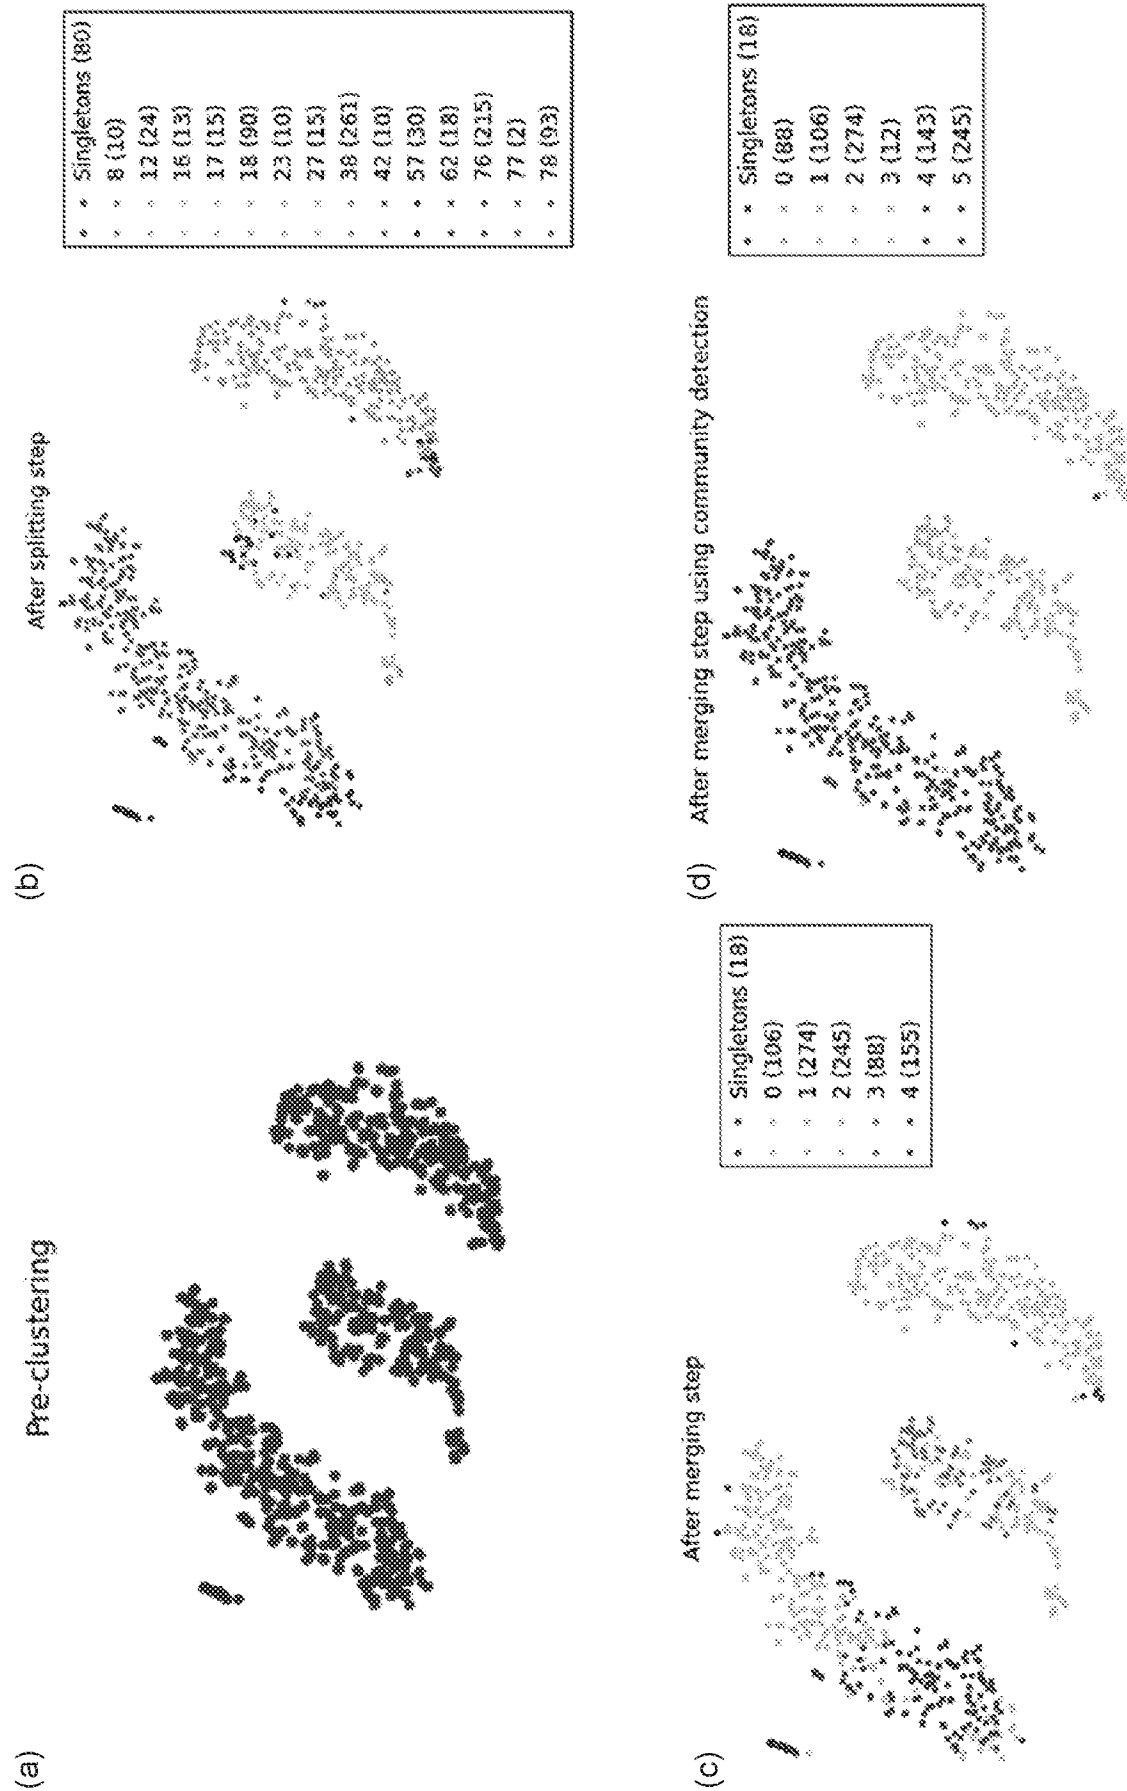 (a)
Pre-clustering
(b)
After splitting step
Singletons (80)
8 (10)
12 (24)
16 (13)
17 (15)
18 (90)
23 (10)
27 (15)
38 (261)
42 (10)
57 (30)
62 (18)
76 (215)
77 (2)
78 (93)
(c)
After merging step
Singletons (18)
0 (106)
1 (274)
2 (245)
3 (88)
4 (155)
(d)
After merging step using community detection
Singletons (18)
0 (88)
1 (106)
2 (274)
3 (12)
4 (143)
5 (245)